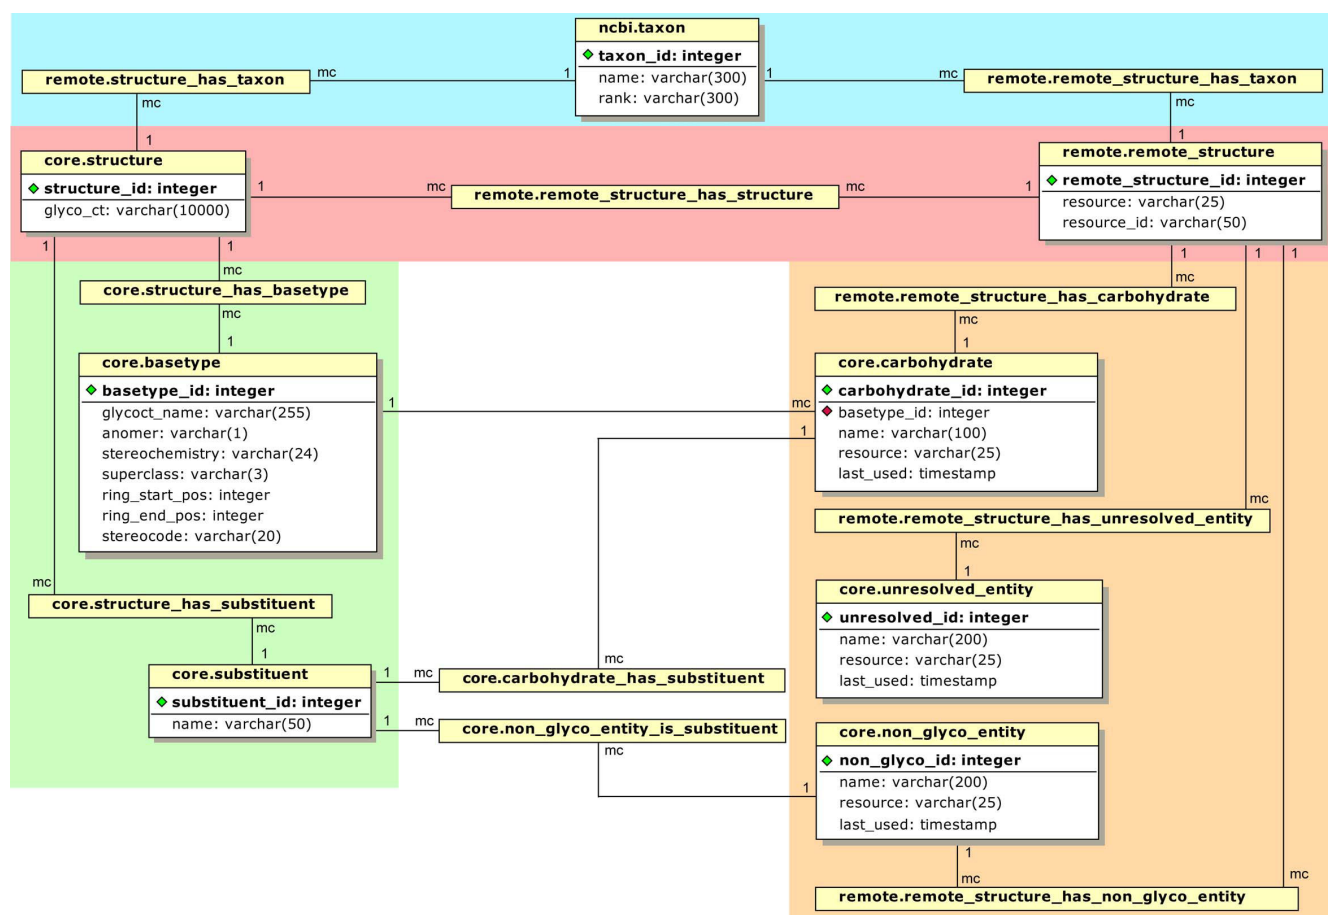 ncbi.taxon
taxon_id: integer
name: varchar(300)
rank: varchar(300)
remote.structure_has_taxon
mc
1
1
mc
remote.remote_structure_has_taxon
mc
1
mc
1
core.structure
structure_id: integer
glyco_ct: varchar(10000)
1
mc
remote.remote_structure_has_structure
mc
1
remote.remote_structure
remote_structure_id: integer
resource: varchar(25)
resource_id: varchar(50)
1
1
1
1
1
mc
core.structure_has_basetype
mc
1
mc
remote.remote_structure_has_carbohydrate
mc
1
core.basetype
basetype_id: integer
glycoct_name: varchar(255)
anomer: varchar(1)
stereochemistry: varchar(24)
superclass: varchar(3)
ring_start_pos: integer
ring_end_pos: integer
stereocode: varchar(20)
1
mc
1
core.carbohydrate
carbohydrate_id: integer
basetype_id: integer
name: varchar(100)
resource: varchar(25)
last_used: timestamp
mc
remote.remote_structure_has_unresolved_entity
mc
1
mc
core.structure_has_substituent
mc
1
core.unresolved_entity
unresolved_id: integer
name: varchar(200)
resource: varchar(25)
last_used: timestamp
core.substituent
substituent_id: integer
name: varchar(50)
1
mc
mc
core.carbohydrate_has_substituent
1
mc
core.non_glyco_entity_is_substituent
mc
1
core.non_glyco_entity
non_glyco_id: integer
name: varchar(200)
resource: varchar(25)
last_used: timestamp
1
mc
mc
remote.remote_structure_has_non_glyco_entity